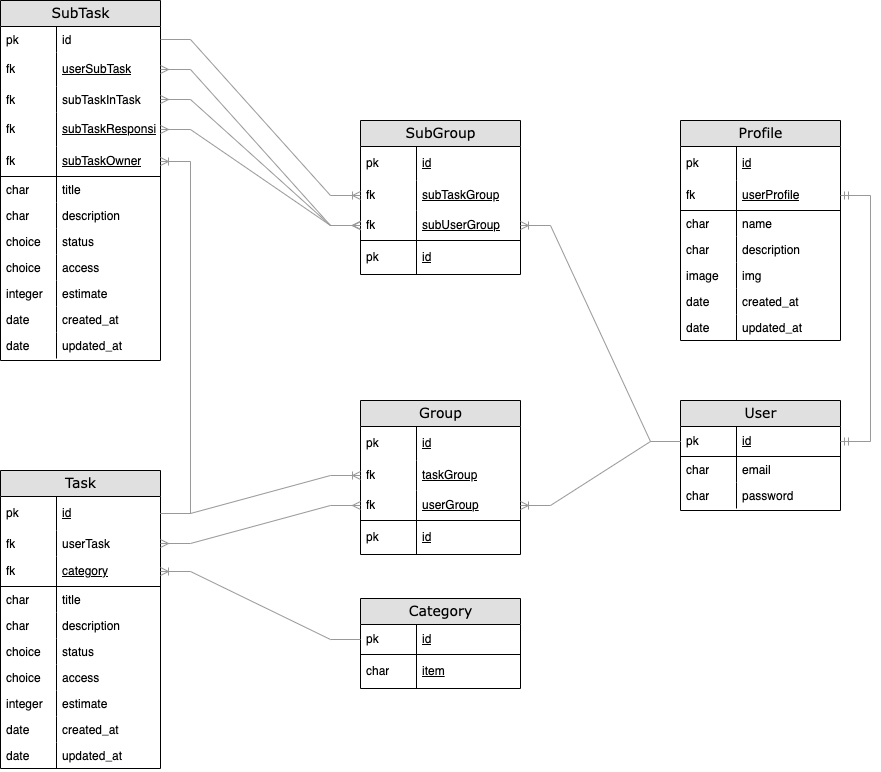 SubTask
pk id
fk userSubTask
fk subTaskInTask
fk subTaskResponsi
fk subTaskOwner
char title
char description
choice status
choice access
integer estimate
date created_at
date updated_at
SubGroup
pk id
fk subTaskGroup
fk subUserGroup
pk id
Profile
pk id
fk userProfile
char name
char description
image img
date created_at
date updated_at
Group
pk id
fk taskGroup
fk userGroup
pk id
User
pk id
char email
char password
Task
pk id
fk userTask
fk category
char title
char description
choice status
choice access
integer estimate
date created_at
date updated_at
Category
pk id
char item